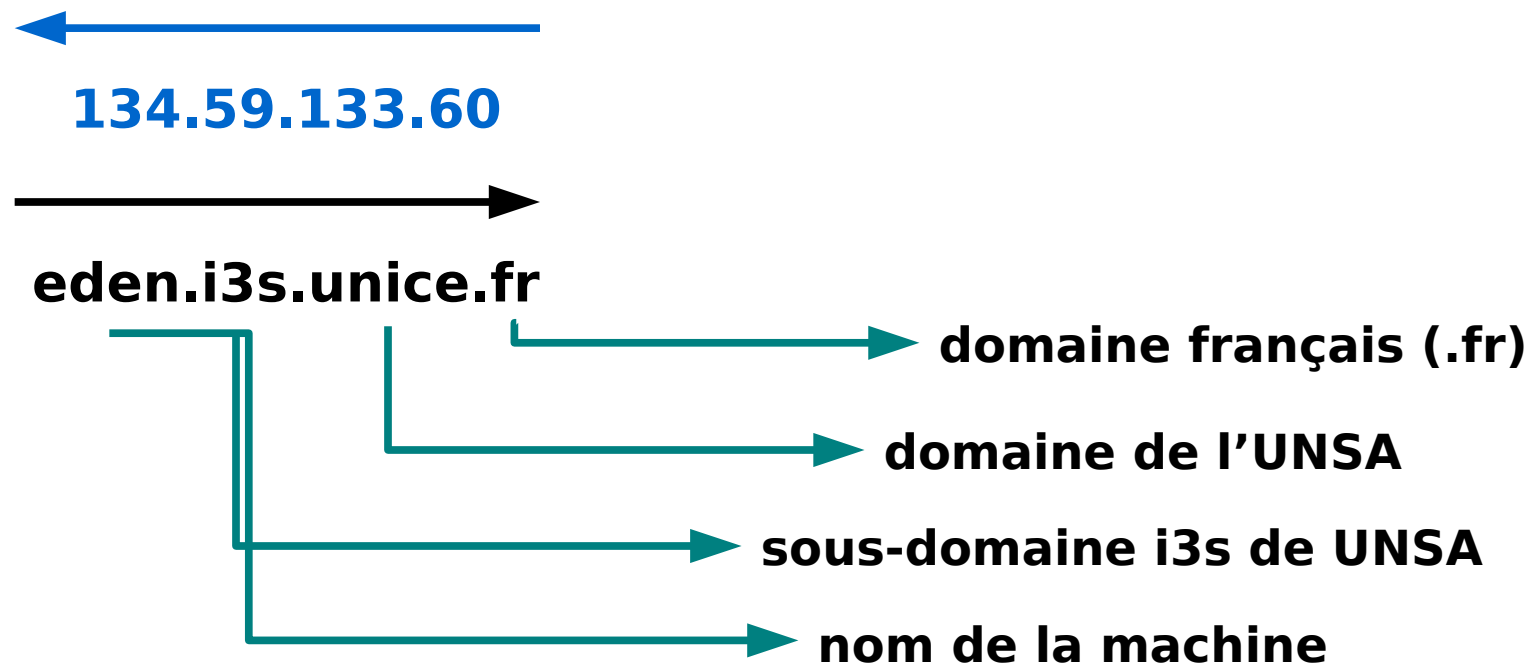 134.59.133.60
eden.i3s.unice.fr
domaine français (.fr)
domaine de l’UNSA
sous-domaine i3s de UNSA
nom de la machine